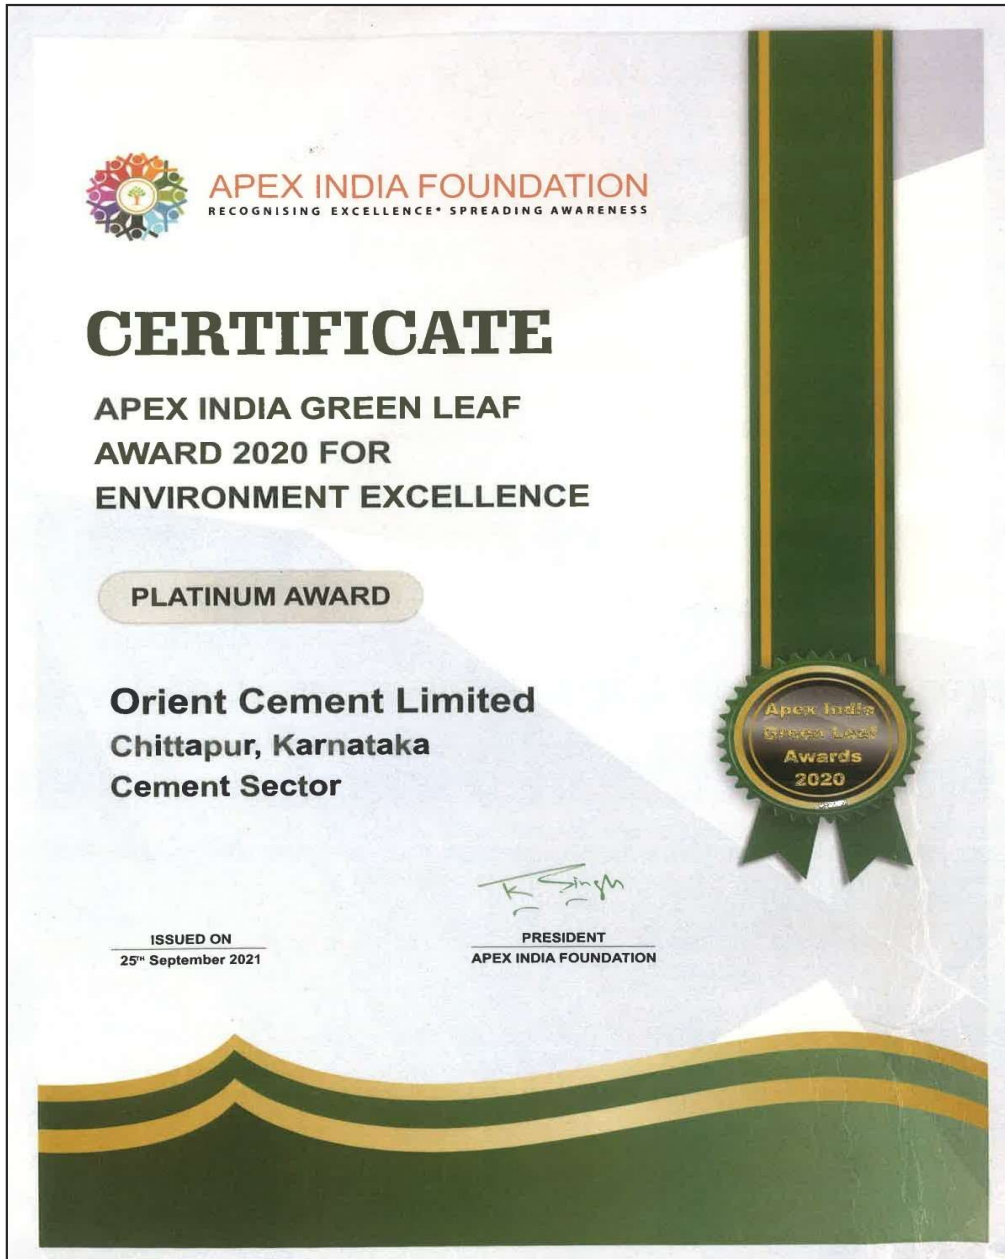 APEX INDIA FOUNDATION
RECOGNISING EXCELLENCE* SPREADING AWARENESS
CERTIFICATE
APEX INDIA GREEN LEAF
AWARD 2020 FOR
ENVIRONMENT EXCELLENCE
PLATINUM AWARD
Orient Cement Limited
Chittapur, Karnataka
Cement Sector
Apex India
Green Leaf
Awards
2020
K Singh
ISSUED ON
25TH September 2021
PRESIDENT
APEX INDIA FOUNDATION